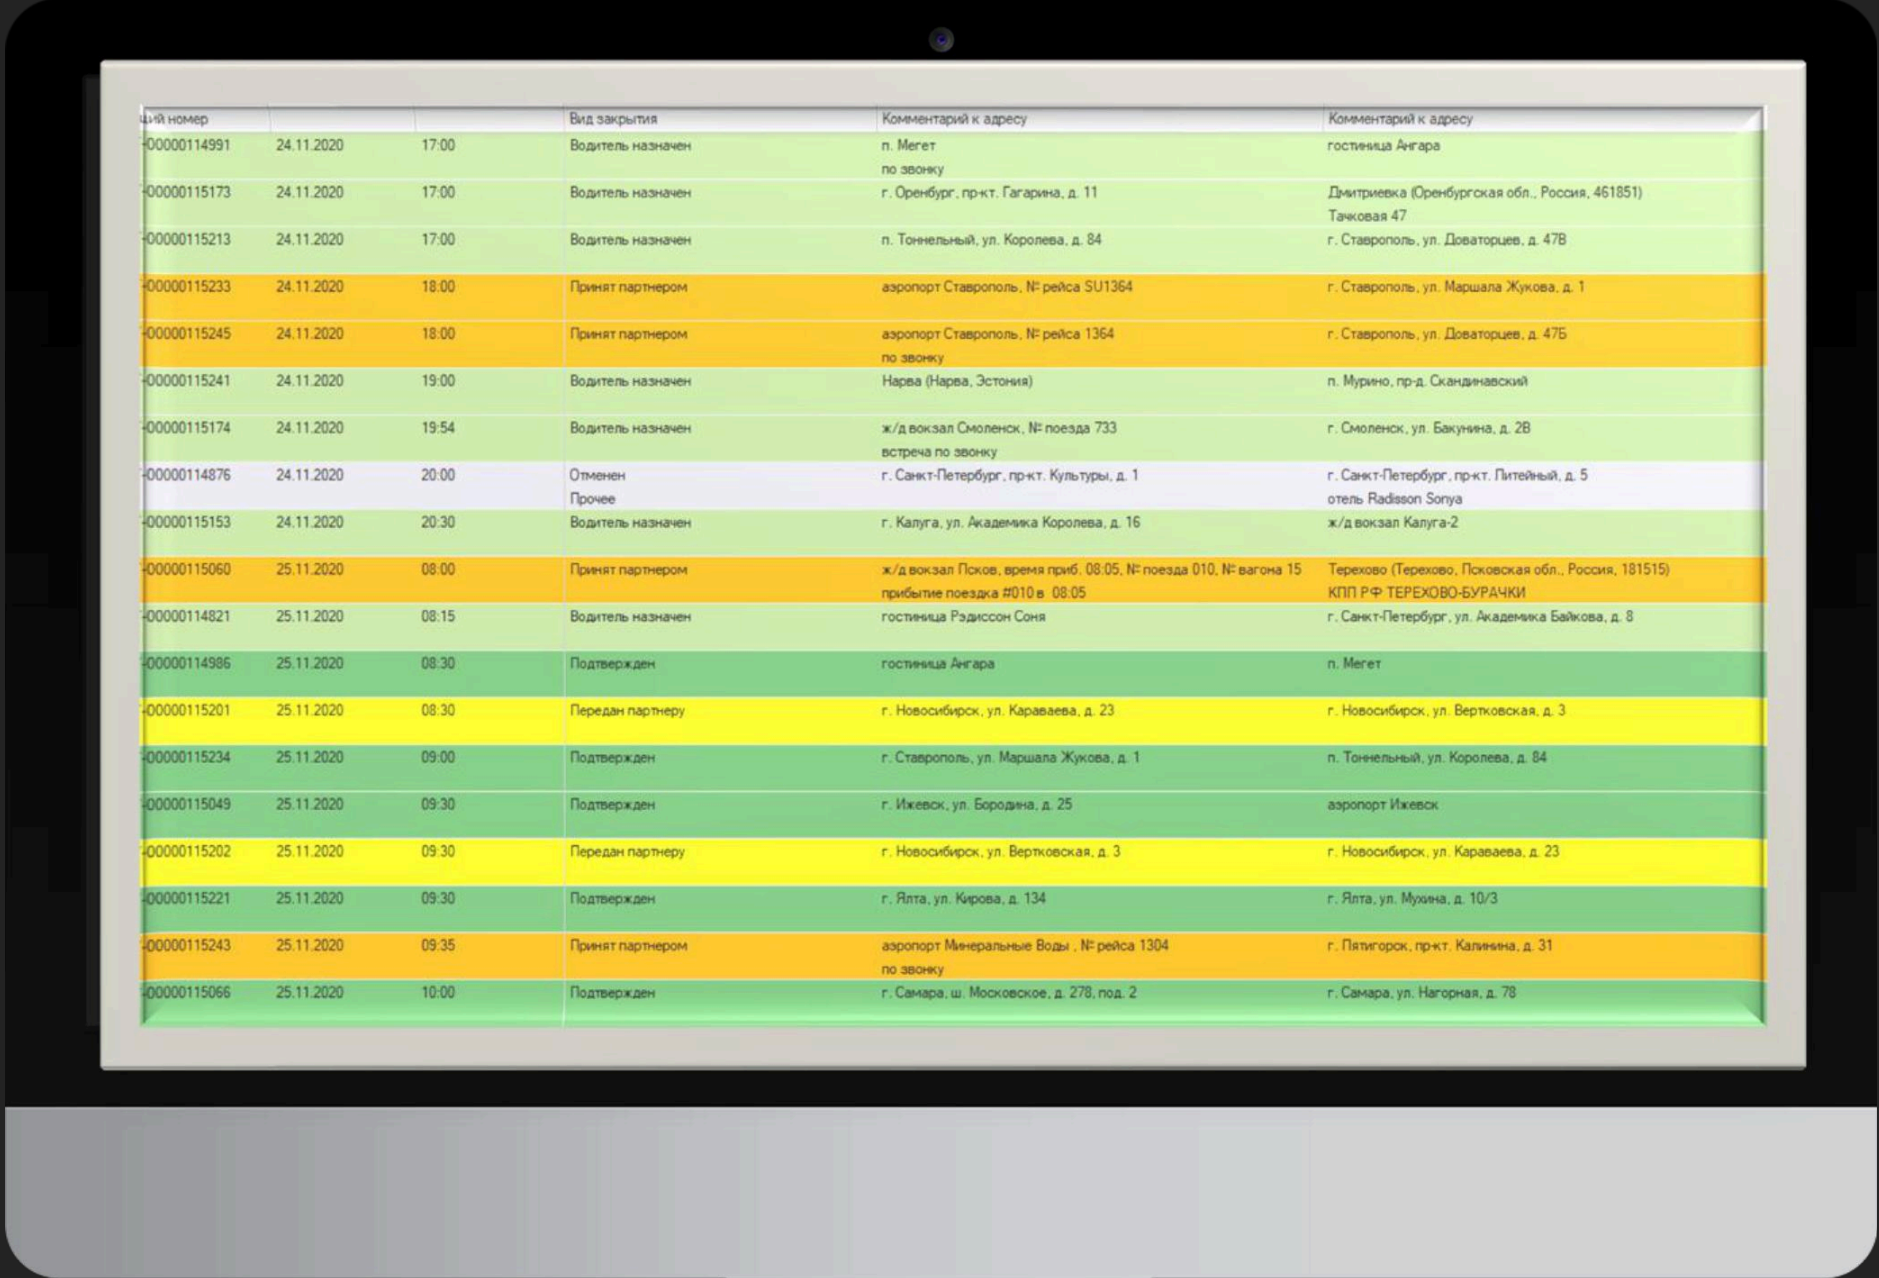 щий номер Вид закрытия Комментарий к адресу Комментарий к адресу
-00000114991 24.11.2020 17:00 Водитель назначен п. Мегет гостиница Ангара
по звонку
-00000115173 24.11.2020 17:00 Водитель назначен г. Оренбург, пр-кт. Гагарина, д. 11 Дмитриевка (Оренбургская обл., Россия, 461851)
Тачковая 47
-00000115213 24.11.2020 17:00 Водитель назначен п. Тоннельный, ул. Королева, д. 84 г. Ставрополь, ул. Доваторцев, д. 47В
-00000115233 24.11.2020 18:00 Принят партнером аэропорт Ставрополь, № рейса SU1364 г. Ставрополь, ул. Маршала Жукова, д. 1
-00000115245 24.11.2020 18:00 Принят партнером аэропорт Ставрополь, № рейса 1364 г. Ставрополь, ул. Доваторцев, д. 47Б
по звонку
-00000115241 24.11.2020 19:00 Водитель назначен Нарва (Нарва, Эстония) п. Мурино, пр-д. Скандинавский
-00000115174 24.11.2020 19:54 Водитель назначен ж/д вокзал Смоленск, № поезда 733 г. Смоленск, ул. Бакунина, д. 2В
встреча по звонку
-00000114876 24.11.2020 20:00 Отменен г. Санкт-Петербург, пр-кт. Культуры, д. 1 г. Санкт-Петербург, пр-кт. Литейный, д. 5
Прочее отель Radisson Sonya
-00000115153 24.11.2020 20:30 Водитель назначен г. Калуга, ул. Академика Королева, д. 16 ж/д вокзал Калуга-2
-00000115060 25.11.2020 08:00 Принят партнером ж/д вокзал Псков, время приб. 08:05, № поезда 010, № вагона 15 Терехово (Терехово, Псковская обл., Россия, 181515)
прибытие поездка #010 в 08:05 КПП РФ ТЕРЕХОВО-БУРАЧКИ
-00000114821 25.11.2020 08:15 Водитель назначен гостиница Рэдиссон Соня г. Санкт-Петербург, ул. Академика Байкова, д. 8
-00000114986 25.11.2020 08:30 Подтвержден гостиница Ангара п. Мегет
-00000115201 25.11.2020 08:30 Передан партнеру г. Новосибирск, ул. Караваева, д. 23 г. Новосибирск, ул. Вертковская, д. 3
-00000115234 25.11.2020 09:00 Подтвержден г. Ставрополь, ул. Маршала Жукова, д. 1 п. Тоннельный, ул. Королева, д. 84
-00000115049 25.11.2020 09:30 Подтвержден г. Ижевск, ул. Бородина, д. 25 аэропорт Ижевск
-00000115202 25.11.2020 09:30 Передан партнеру г. Новосибирск, ул. Вертковская, д. 3 г. Новосибирск, ул. Караваева, д. 23
-00000115221 25.11.2020 09:30 Подтвержден г. Ялта, ул. Кирова, д. 134 г. Ялта, ул. Мухина, д. 10/3
-00000115243 25.11.2020 09:35 Принят партнером аэропорт Минеральные Воды , № рейса 1304 г. Пятигорск, пр-кт. Калинина, д. 31
по звонку
-00000115066 25.11.2020 10:00 Подтвержден г. Самара, ш. Московское, д. 278, под. 2 г. Самара, ул. Нагорная, д. 78